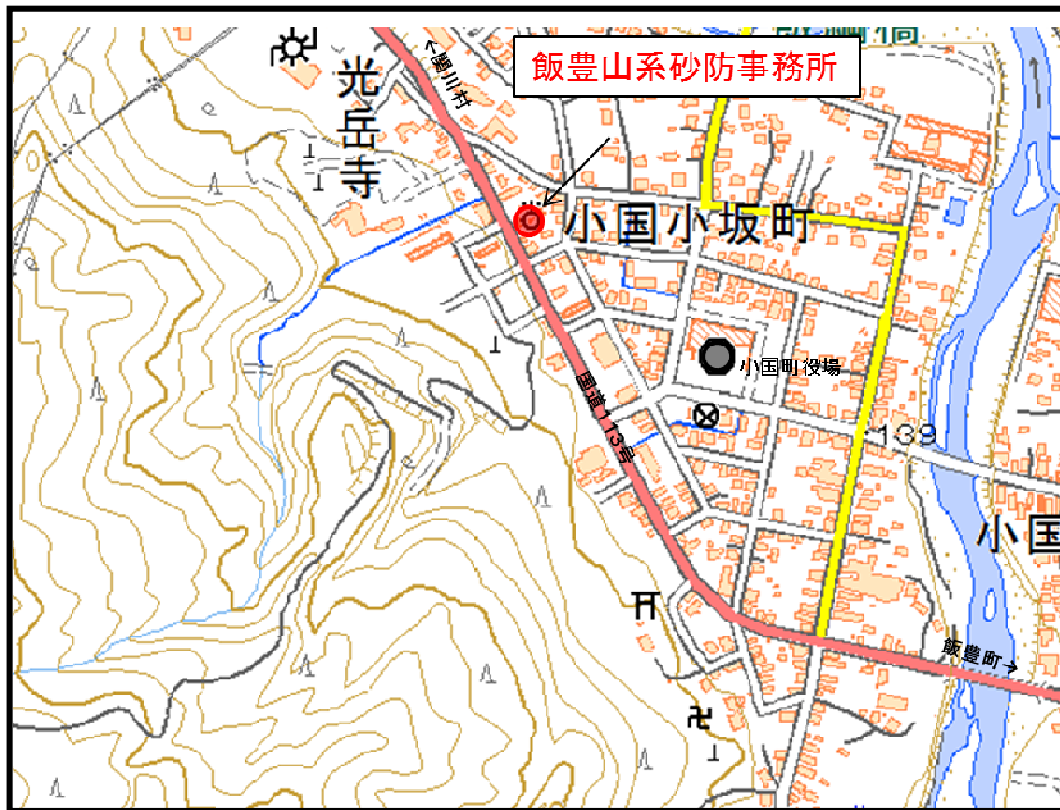 飯豊山系砂防事務所
←関川村
光岳寺
小国小坂町
小国町役場
国道113号
139
小国
飯豊町→